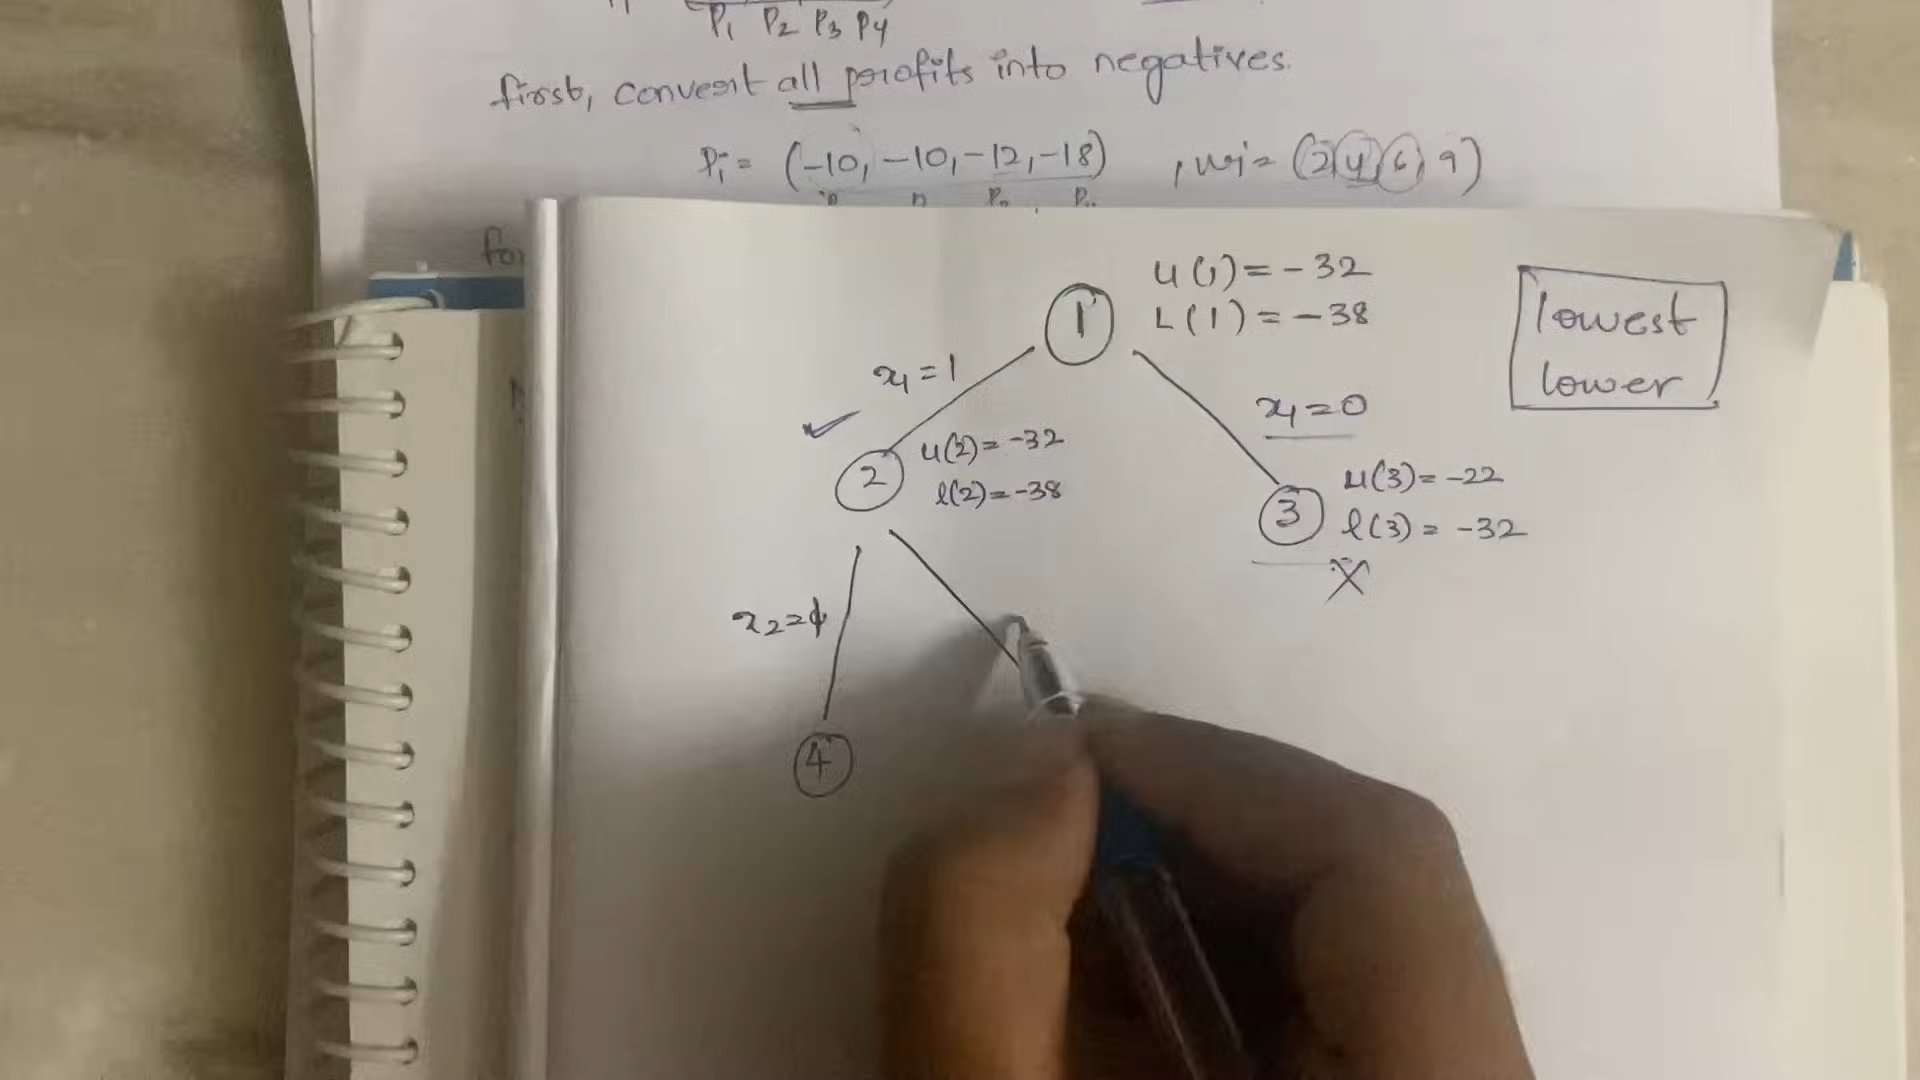 P₁ P₂ P₃ P₄
first, convert all profits into negatives.
Pi = (-10, -10, -12, -18) , wi = (2, 4, 6, 9)
for
U(1) = -32
L(1) = -38
1
lowest
lower
x₁ = 1
x₁ = 0
2
u(2) = -32
l(2) = -38
3
u(3) = -22
l(3) = -32
X
x₂ = 1
4